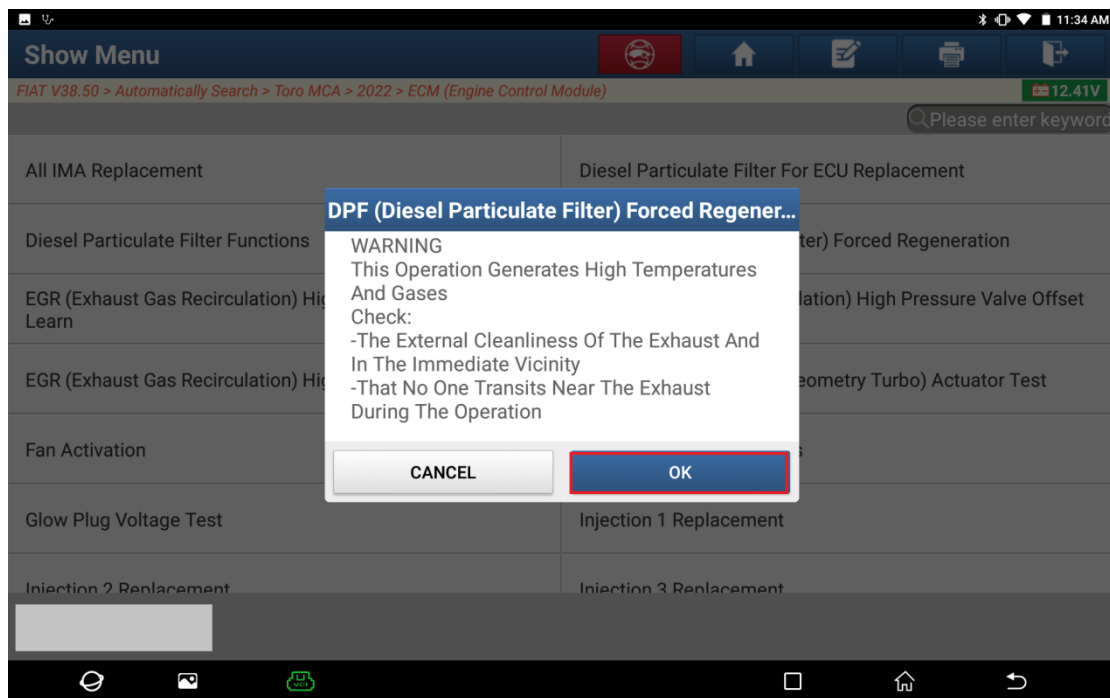 11:34 AM
Show Menu
FIAT V38.50 > Automatically Search > Toro MCA > 2022 > ECM (Engine Control Module)
12.41V
Please enter keyword
All IMA Replacement
Diesel Particulate Filter For ECU Replacement
DPF (Diesel Particulate Filter) Forced Regener...
Diesel Particulate Filter Functions
ter) Forced Regeneration
WARNING
This Operation Generates High Temperatures
And Gases
Check:
-The External Cleanliness Of The Exhaust And
In The Immediate Vicinity
-That No One Transits Near The Exhaust
During The Operation
EGR (Exhaust Gas Recirculation) Hig
Learn
lation) High Pressure Valve Offset
EGR (Exhaust Gas Recirculation) Hig
eometry Turbo) Actuator Test
Fan Activation
CANCEL
OK
Glow Plug Voltage Test
Injection 1 Replacement
Injection 2 Replacement
Injection 3 Replacement
VCI